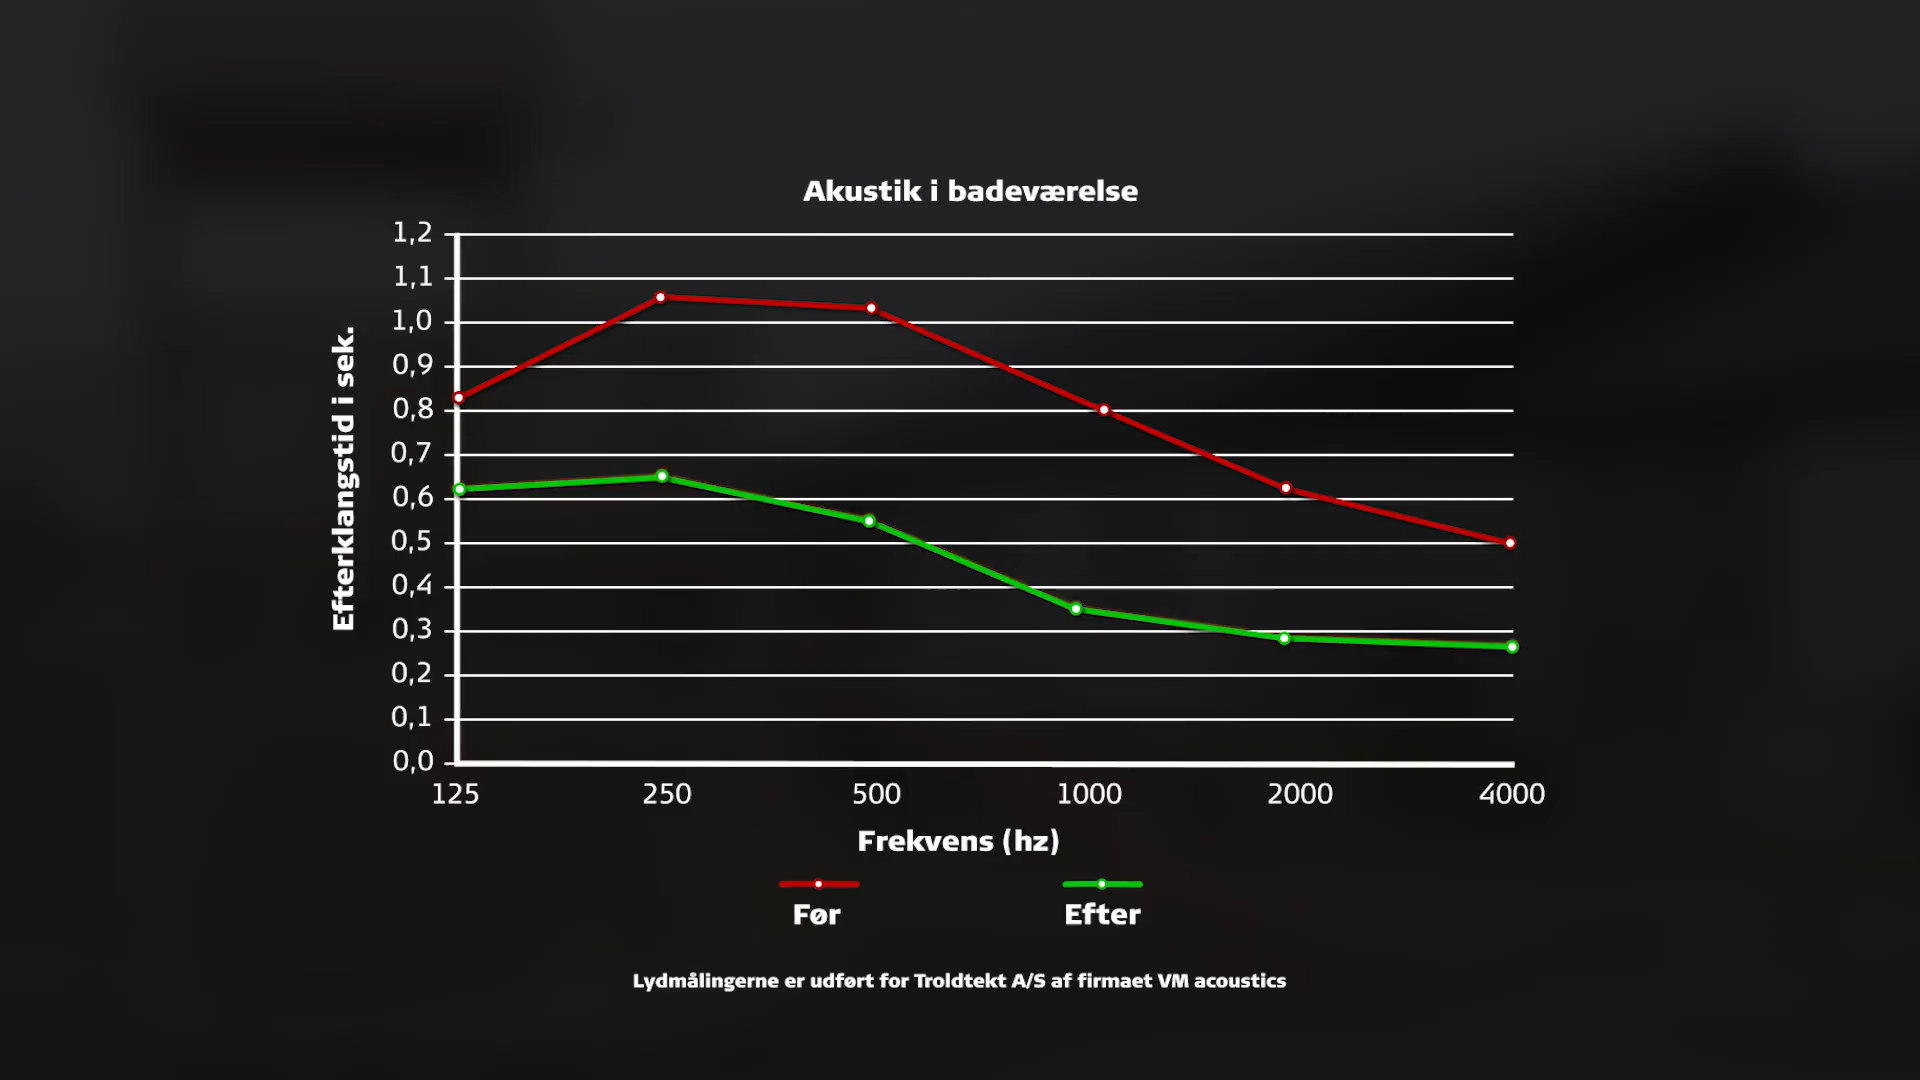 Akustik i badeværelse
1,2
1,1
1,0
0,9
0,8
0,7
0,6
0,5
0,4
0,3
0,2
0,1
0,0
Efterklangstid i sek.
125 250 500 1000 2000 4000
Frekvens (hz)
Før Efter
Lydmålingerne er udført for Troldtekt A/S af firmaet VM acoustics